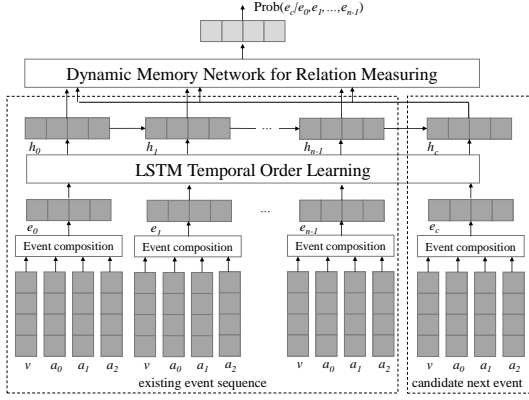 Prob(e_c/e_0,e_1,...,e_{n-1})
Dynamic Memory Network for Relation Measuring
...
h_0 h_1 h_{n-1} h_c
LSTM Temporal Order Learning
...
e_0 e_1 e_{n-1} e_c
Event composition Event composition Event composition Event composition
v a_0 a_1 a_2 v a_0 a_1 a_2 v a_0 a_1 a_2 v a_0 a_1 a_2
existing event sequence candidate next event